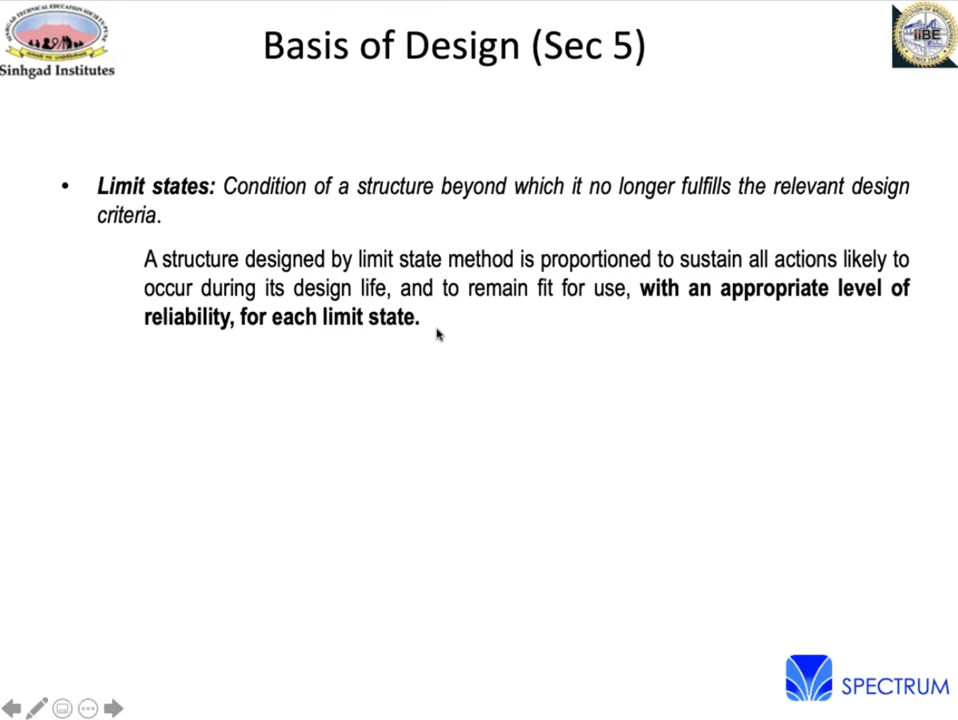 Basis of Design (Sec 5)
Sinhgad Institutes
iiBE
• Limit states: Condition of a structure beyond which it no longer fulfills the relevant design
criteria.
A structure designed by limit state method is proportioned to sustain all actions likely to
occur during its design life, and to remain fit for use, with an appropriate level of
reliability, for each limit state.
SPECTRUM